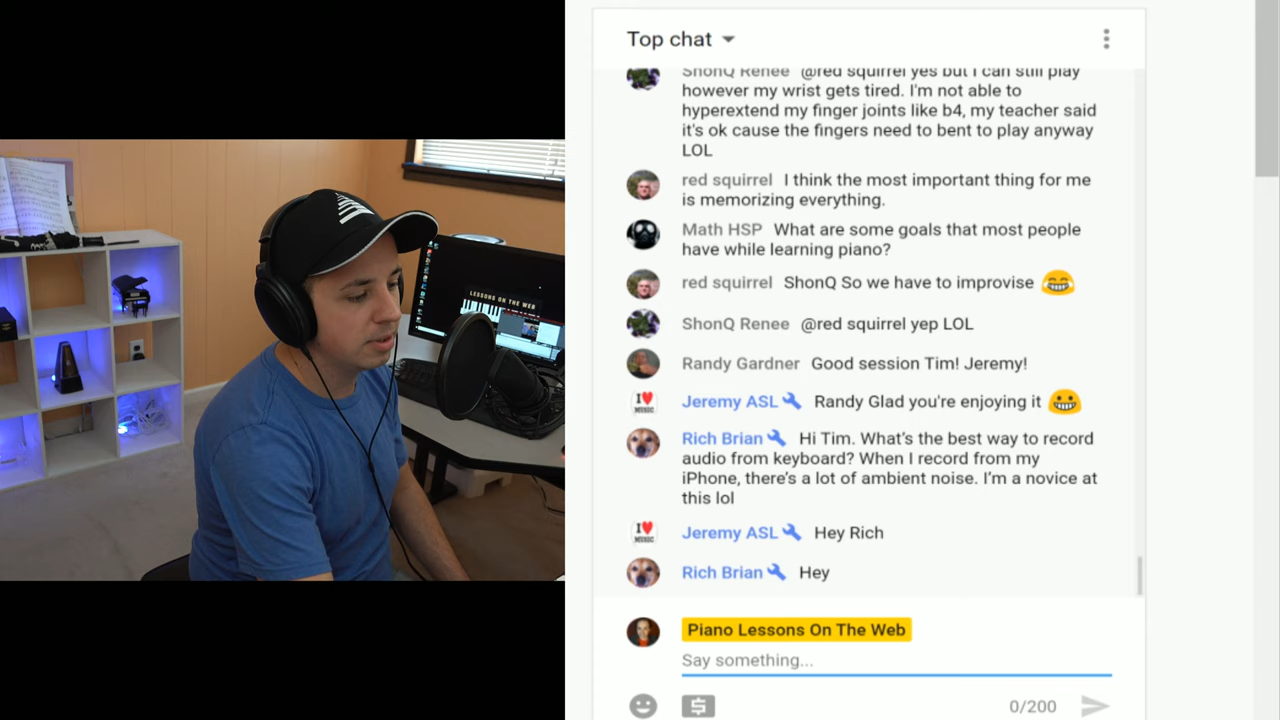 Top chat
ShonQ Renee @red squirrel yes but I can still play
however my wrist gets tired. I'm not able to
hyperextend my finger joints like b4, my teacher said
it's ok cause the fingers need to bent to play anyway
LOL
red squirrel I think the most important thing for me
is memorizing everything.
Math HSP What are some goals that most people
have while learning piano?
red squirrel ShonQ So we have to improvise 😂
ShonQ Renee @red squirrel yep LOL
Randy Gardner Good session Tim! Jeremy!
I ❤ MUSIC
Jeremy ASL Randy Glad you're enjoying it 😀
Rich Brian Hi Tim. What's the best way to record
audio from keyboard? When I record from my
iPhone, there's a lot of ambient noise. I'm a novice at
this lol
I ❤ MUSIC
Jeremy ASL Hey Rich
Rich Brian Hey
Piano Lessons On The Web
Say something...
0/200
LESSONS ON THE WEB